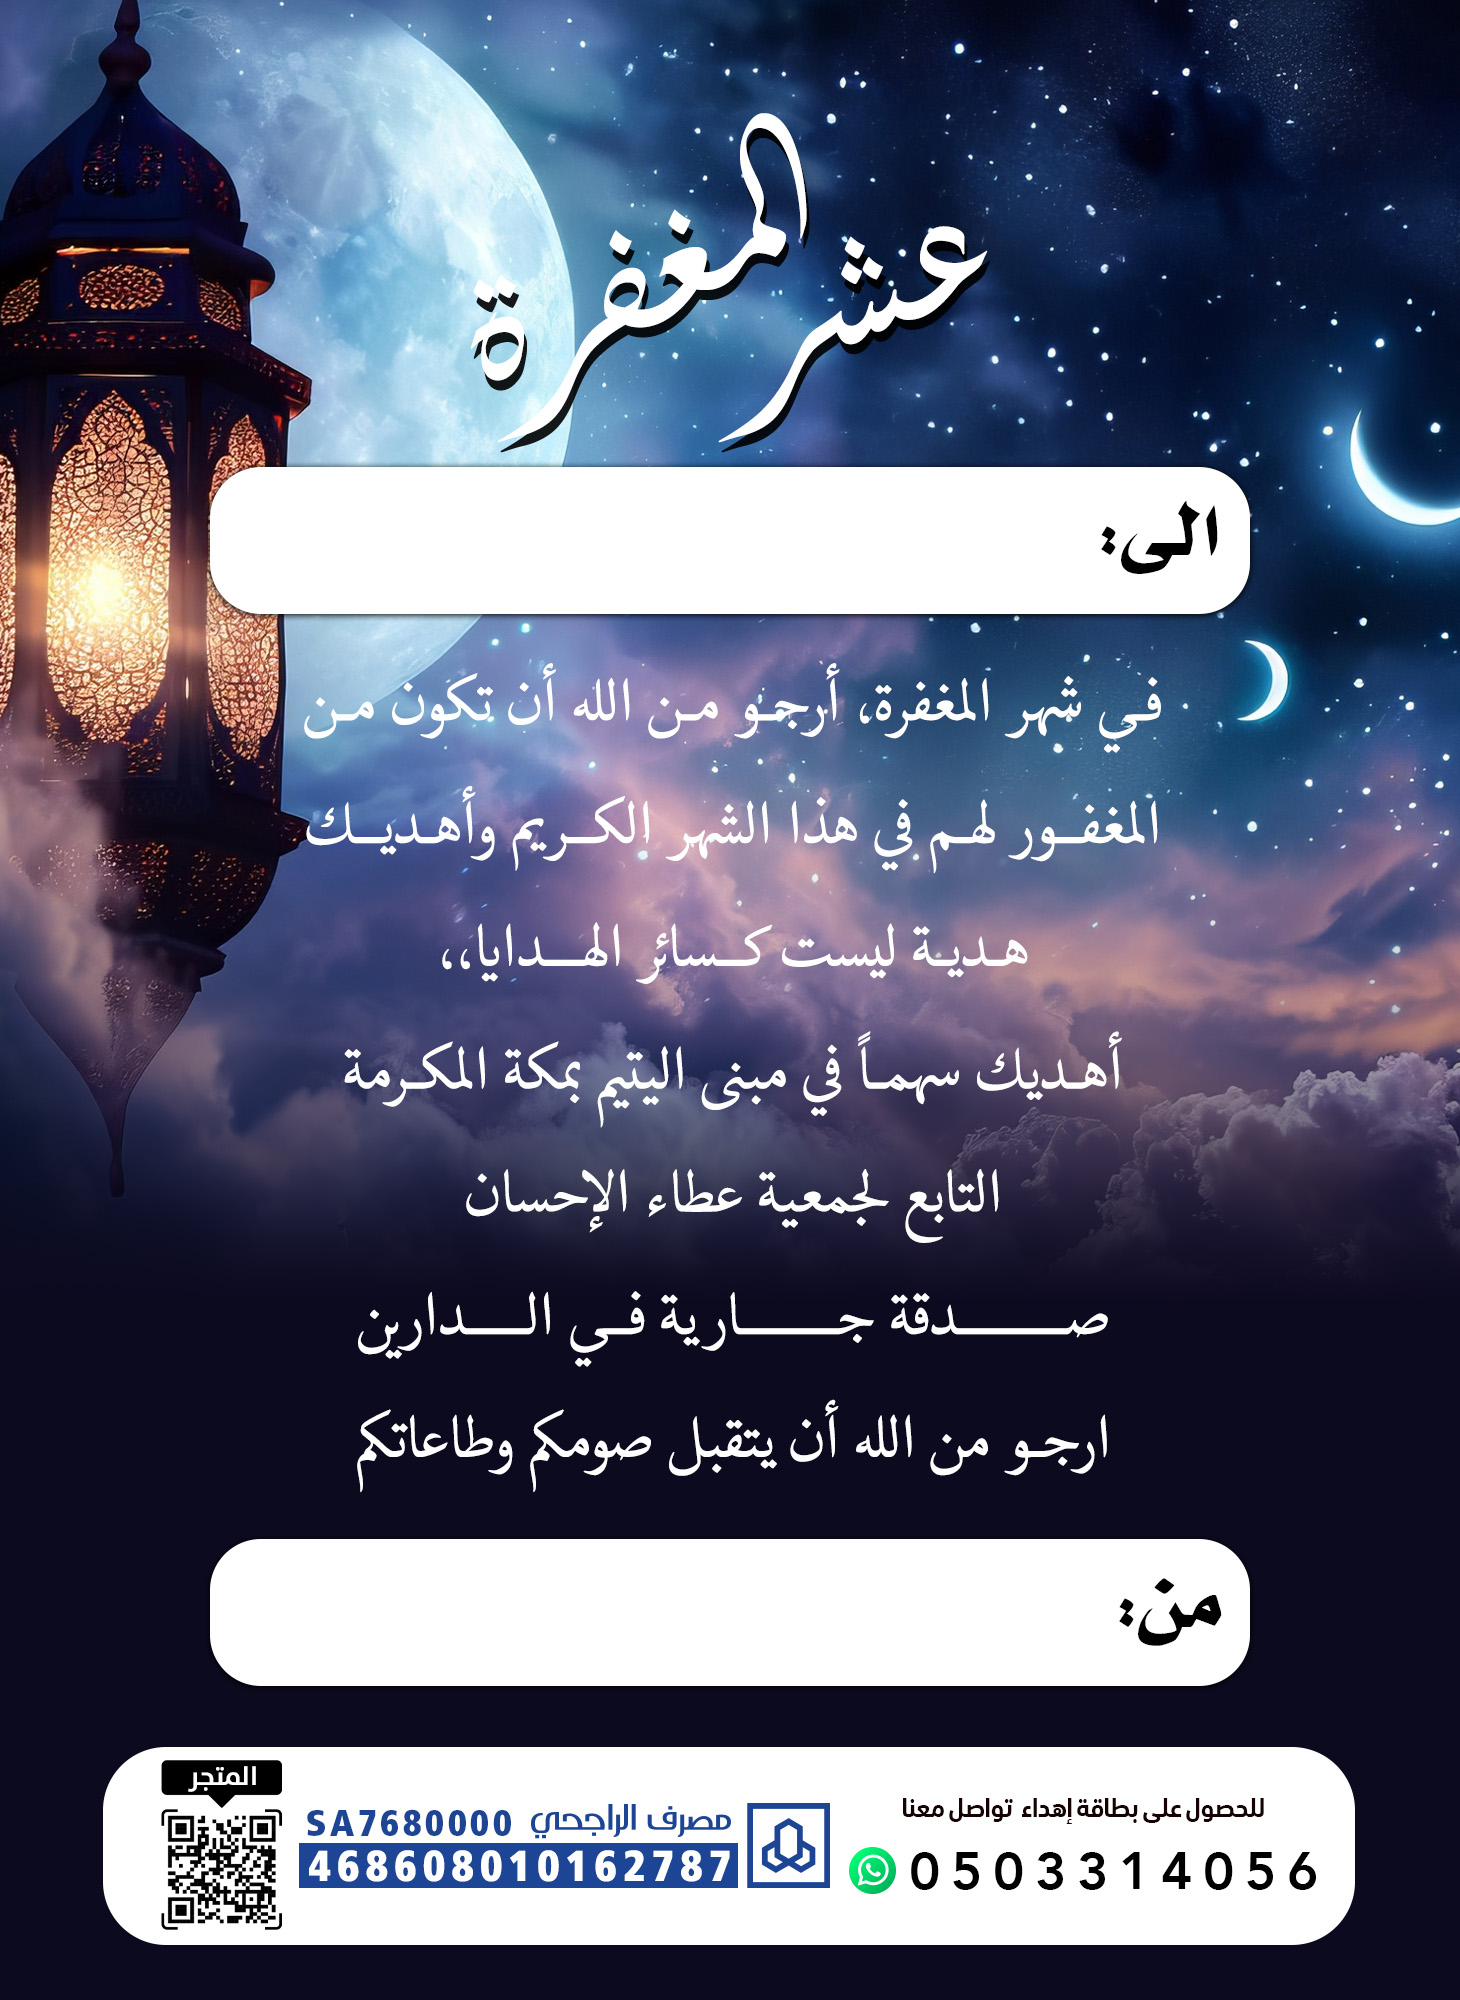 عشر المغفرة
الى:
في شهر المغفرة، أرجو من الله أن تكون من
المغفور لهم في هذا الشهر الكريم وأهديك
هدية ليست كسائر الهدايا،،
أهديك سهماً في مبنى اليتيم بمكة المكرمة
التابع لجمعية عطاء الإحسان
صدقة جارية في الدارين
ارجو من الله أن يتقبل صومكم وطاعاتكم
من:
للحصول على بطاقة إهداء تواصل معنا
0503314056
مصرف الراجحي SA7680000
468608010162787
المتجر